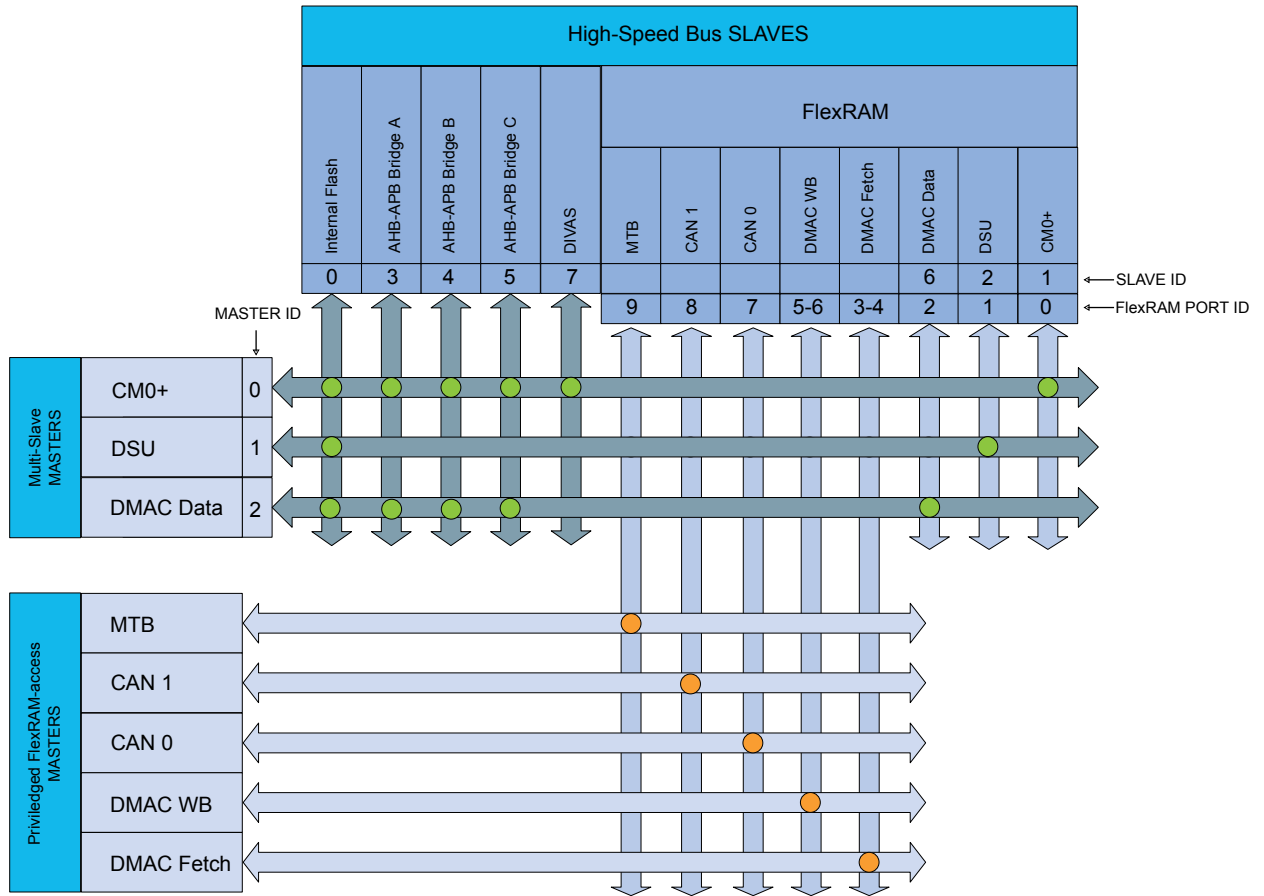 High-Speed Bus SLAVES
FlexRAM
Internal Flash
AHB-APB Bridge A
AHB-APB Bridge B
AHB-APB Bridge C
DIVAS
MTB
CAN 1
CAN 0
DMAC WB
DMAC Fetch
DMAC Data
DSU
CM0+
0 3 4 5 7 6 2 1 SLAVE ID
9 8 7 5-6 3-4 2 1 0 FlexRAM PORT ID
MASTER ID
Multi-Slave
MASTERS
CM0+ 0
DSU 1
DMAC Data 2
Priviledged FlexRAM-access
MASTERS
MTB
CAN 1
CAN 0
DMAC WB
DMAC Fetch